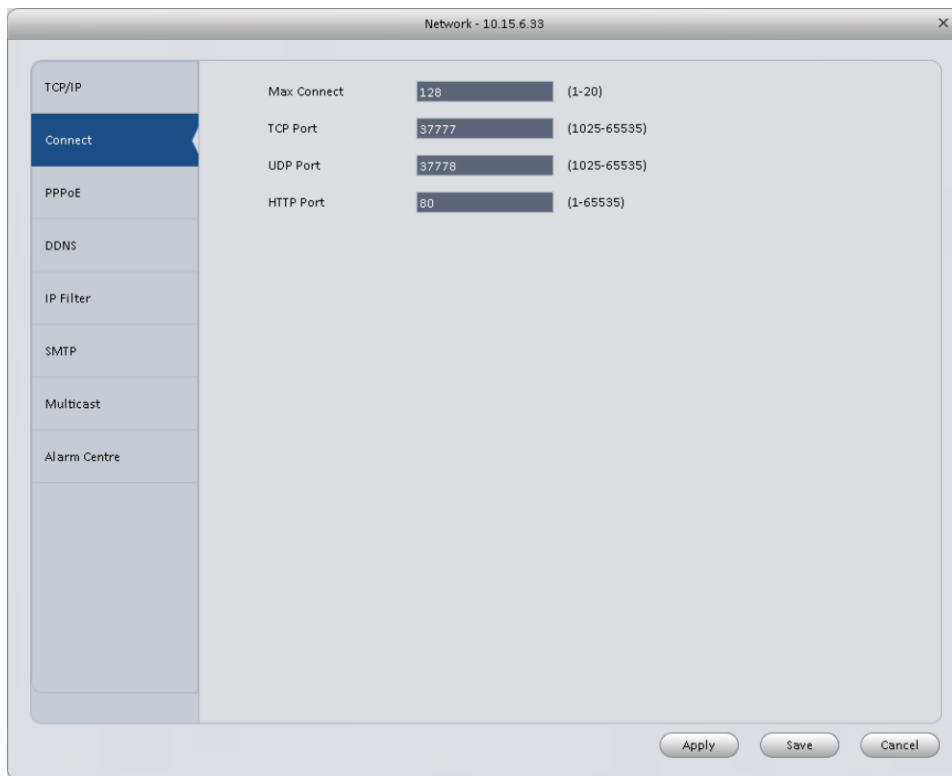 Network - 10.15.6.33
TCP/IP
Connect
PPPoE
DDNS
IP Filter
SMTP
Multicast
Alarm Centre
Max Connect 128 (1-20)
TCP Port 37777 (1025-65535)
UDP Port 37778 (1025-65535)
HTTP Port 80 (1-65535)
Apply Save Cancel